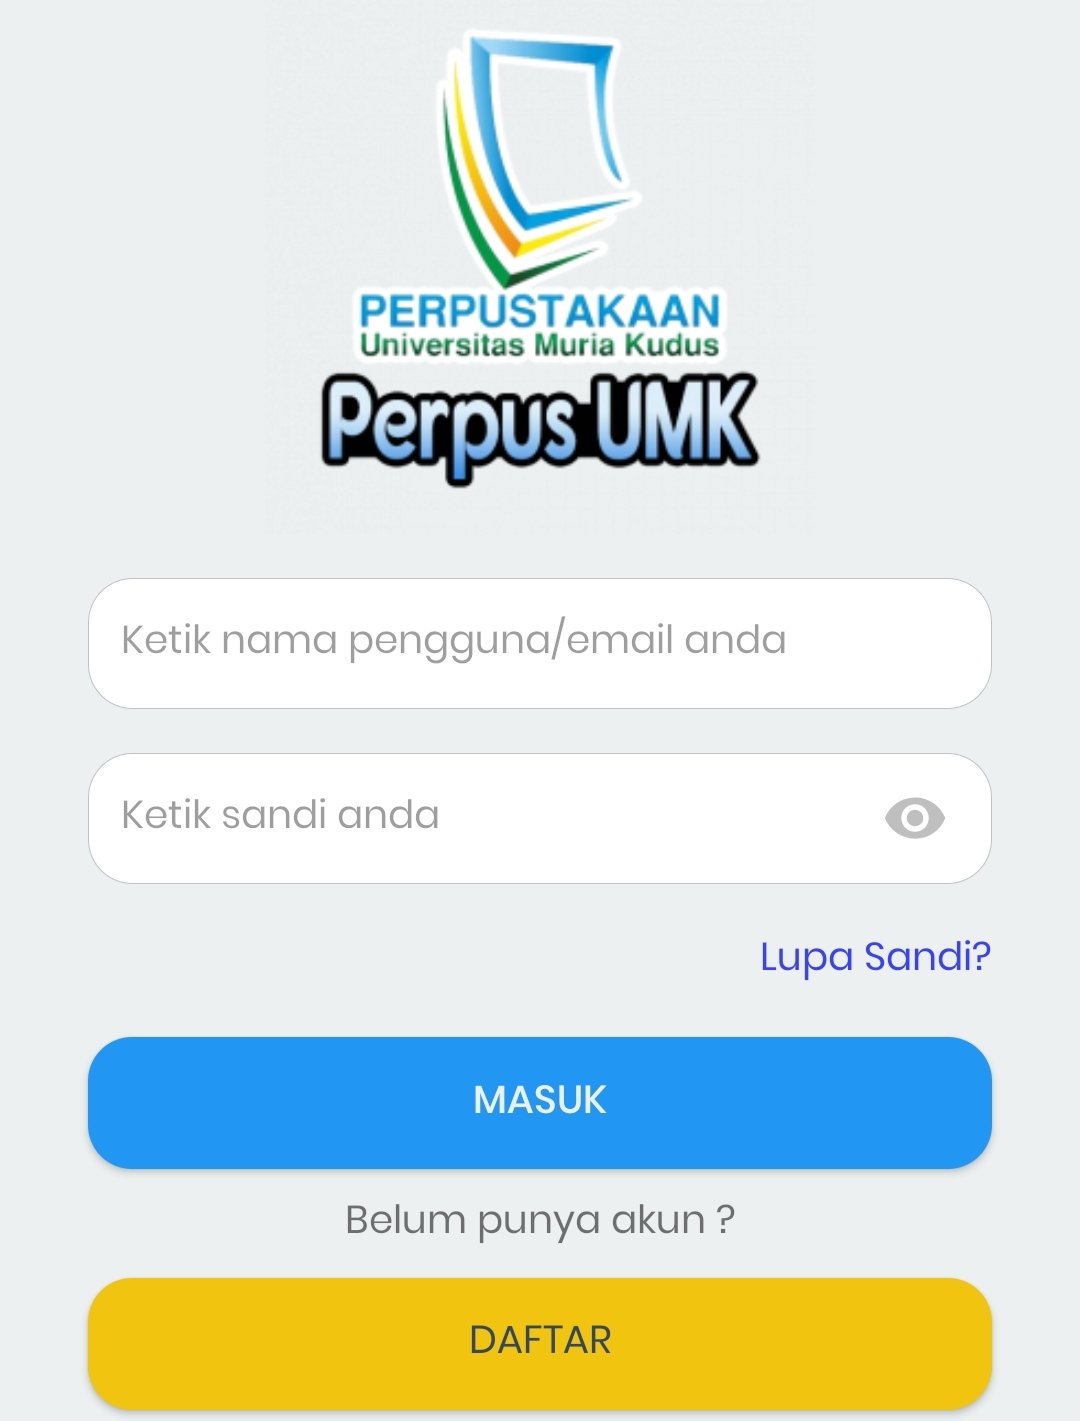 PERPUSTAKAAN
Universitas Muria Kudus
Perpus UMK
Ketik nama pengguna/email anda
Ketik sandi anda
Lupa Sandi?
MASUK
Belum punya akun ?
DAFTAR